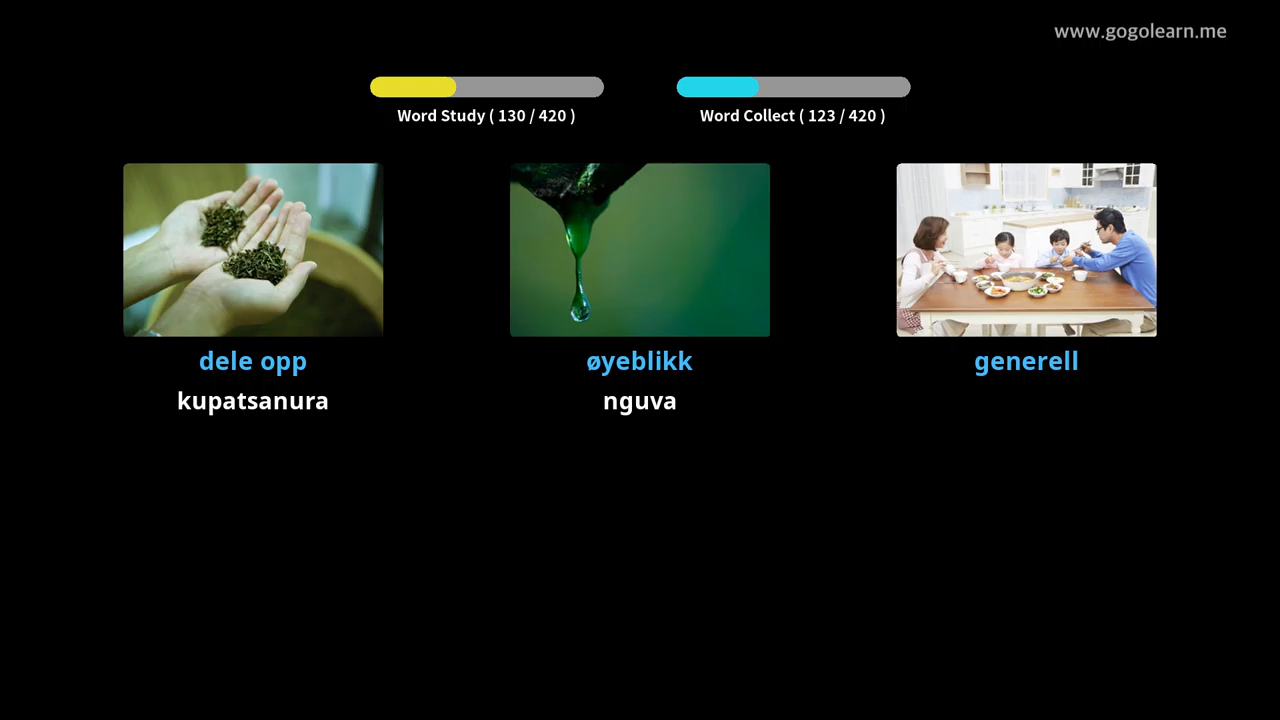 www.gogolearn.me
Word Study ( 130 / 420 )
Word Collect ( 123 / 420 )
dele opp
øyeblikk
generell
kupatsanura
nguva